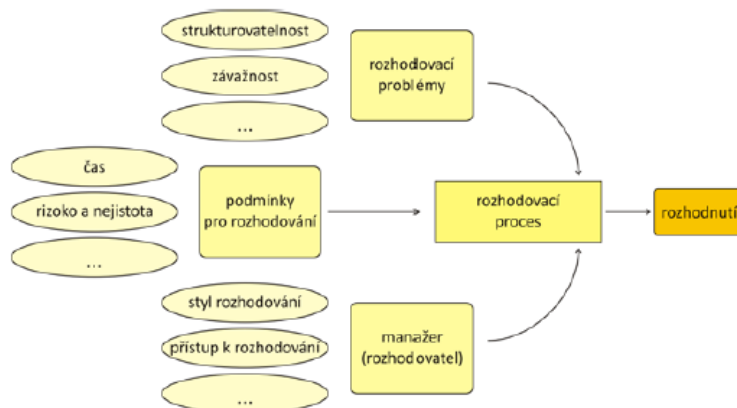 strukturovatelnost
závažnost
...
rozhodovací
problémy
čas
rizoko a nejistota
...
podmínky
pro rozhodování
rozhodovací
proces
rozhodnutí
styl rozhodování
přístup k rozhodování
...
manažer
(rozhodovatel)